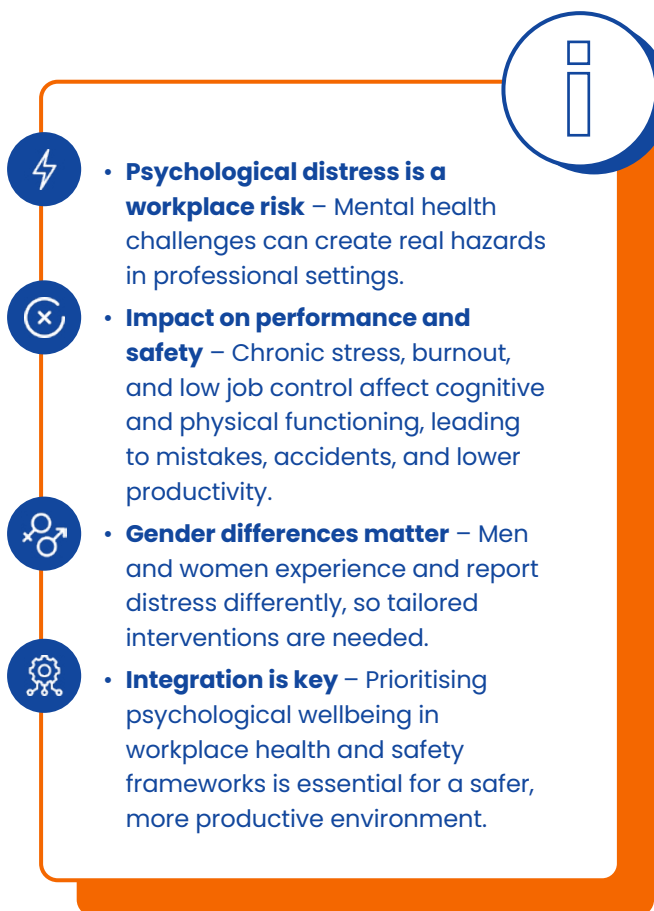 • Psychological distress is a
workplace risk – Mental health
challenges can create real hazards
in professional settings.
• Impact on performance and
safety – Chronic stress, burnout,
and low job control affect cognitive
and physical functioning, leading
to mistakes, accidents, and lower
productivity.
• Gender differences matter – Men
and women experience and report
distress differently, so tailored
interventions are needed.
• Integration is key – Prioritising
psychological wellbeing in
workplace health and safety
frameworks is essential for a safer,
more productive environment.